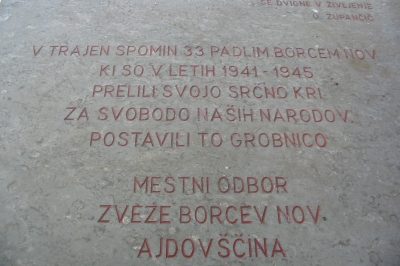 SE DVIGNE V ŽIVLJENJE
O. ŽUPANČIČ
V TRAJEN SPOMIN 33 PADLIM BORCEM NOV
KI SO V LETIH 1941-1945
PRELILI SVOJO SRČNO KRI
ZA SVOBODO NAŠIH NARODOV.
POSTAVILI TO GROBNICO
MESTNI ODBOR
ZVEZE BORCEV NOV
AJDOVŠČINA